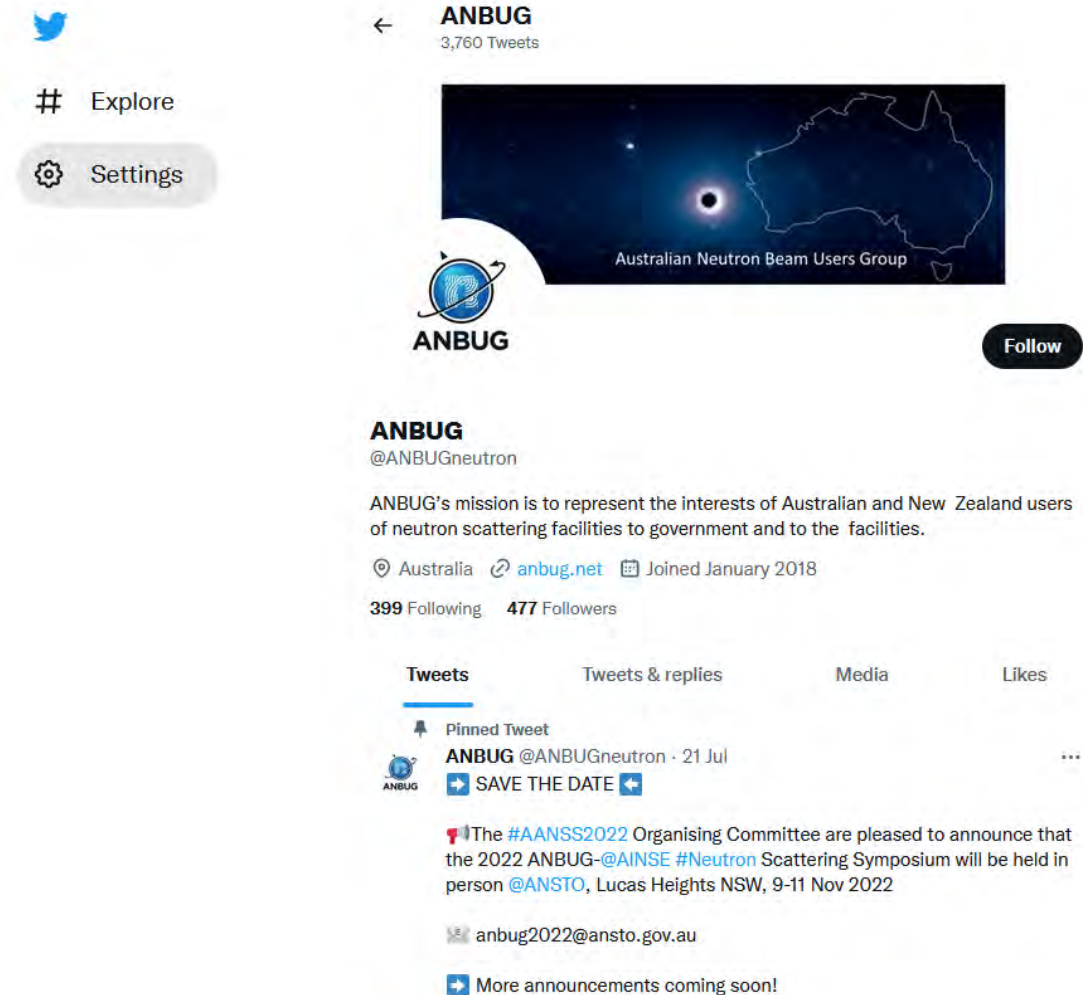 ANBUG
3,760 Tweets
Explore
Settings
Australian Neutron Beam Users Group
ANBUG
Follow
ANBUG
@ANBUGneutron
ANBUG's mission is to represent the interests of Australian and New Zealand users
of neutron scattering facilities to government and to the facilities.
Australia anbug.net Joined January 2018
399 Following 477 Followers
Tweets Tweets & replies Media Likes
Pinned Tweet
ANBUG @ANBUGneutron · 21 Jul
ANBUG
➡️ SAVE THE DATE ⬅️
📢The #AANSS2022 Organising Committee are pleased to announce that
the 2022 ANBUG-@AINSE #Neutron Scattering Symposium will be held in
person @ANSTO, Lucas Heights NSW, 9-11 Nov 2022
📧 anbug2022@ansto.gov.au
➡️ More announcements coming soon!